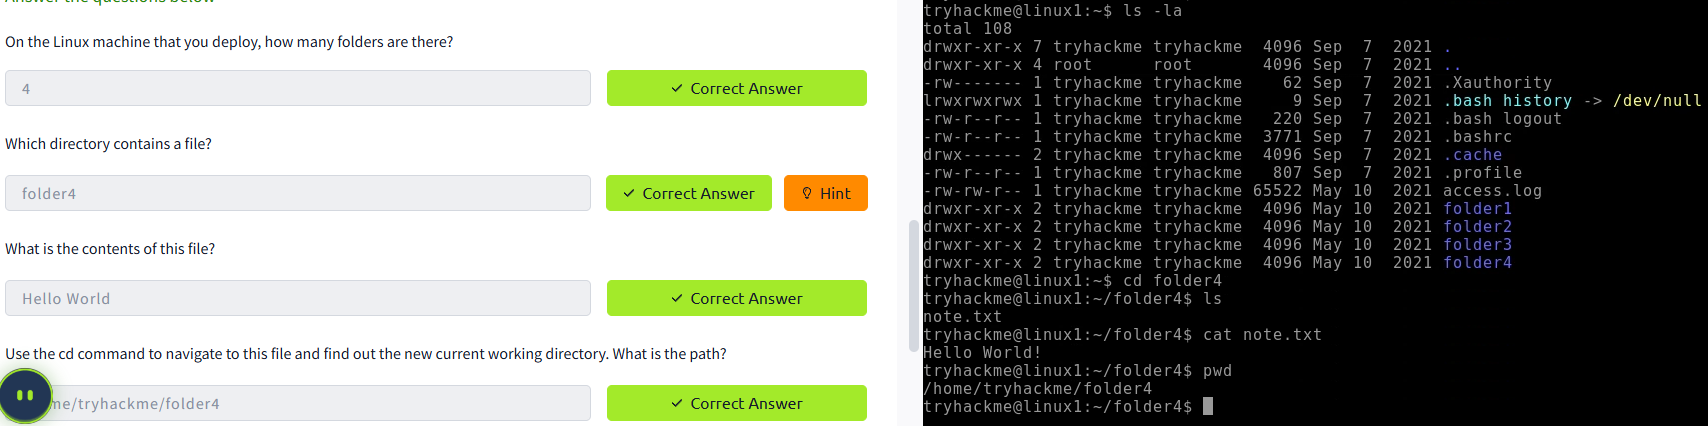 Answer the questions below
On the Linux machine that you deploy, how many folders are there?
4
Correct Answer
Which directory contains a file?
folder4
Correct Answer
Hint
What is the contents of this file?
Hello World
Correct Answer
Use the cd command to navigate to this file and find out the new current working directory. What is the path?
me/tryhackme/folder4
Correct Answer
tryhackme@linux1:~$ ls -la
total 108
drwxr-xr-x 7 tryhackme tryhackme  4096 Sep  7  2021 .
drwxr-xr-x 4 root      root       4096 Sep  7  2021 ..
-rw------- 1 tryhackme tryhackme    62 Sep  7  2021 .Xauthority
lrwxrwxrwx 1 tryhackme tryhackme     9 Sep  7  2021 .bash history -> /dev/null
-rw-r--r-- 1 tryhackme tryhackme   220 Sep  7  2021 .bash logout
-rw-r--r-- 1 tryhackme tryhackme  3771 Sep  7  2021 .bashrc
drwx------ 2 tryhackme tryhackme  4096 Sep  7  2021 .cache
-rw-r--r-- 1 tryhackme tryhackme   807 Sep  7  2021 .profile
-rw-rw-r-- 1 tryhackme tryhackme 65522 May 10  2021 access.log
drwxr-xr-x 2 tryhackme tryhackme  4096 May 10  2021 folder1
drwxr-xr-x 2 tryhackme tryhackme  4096 May 10  2021 folder2
drwxr-xr-x 2 tryhackme tryhackme  4096 May 10  2021 folder3
drwxr-xr-x 2 tryhackme tryhackme  4096 May 10  2021 folder4
tryhackme@linux1:~$ cd folder4
tryhackme@linux1:~/folder4$ ls
note.txt
tryhackme@linux1:~/folder4$ cat note.txt
Hello World!
tryhackme@linux1:~/folder4$ pwd
/home/tryhackme/folder4
tryhackme@linux1:~/folder4$